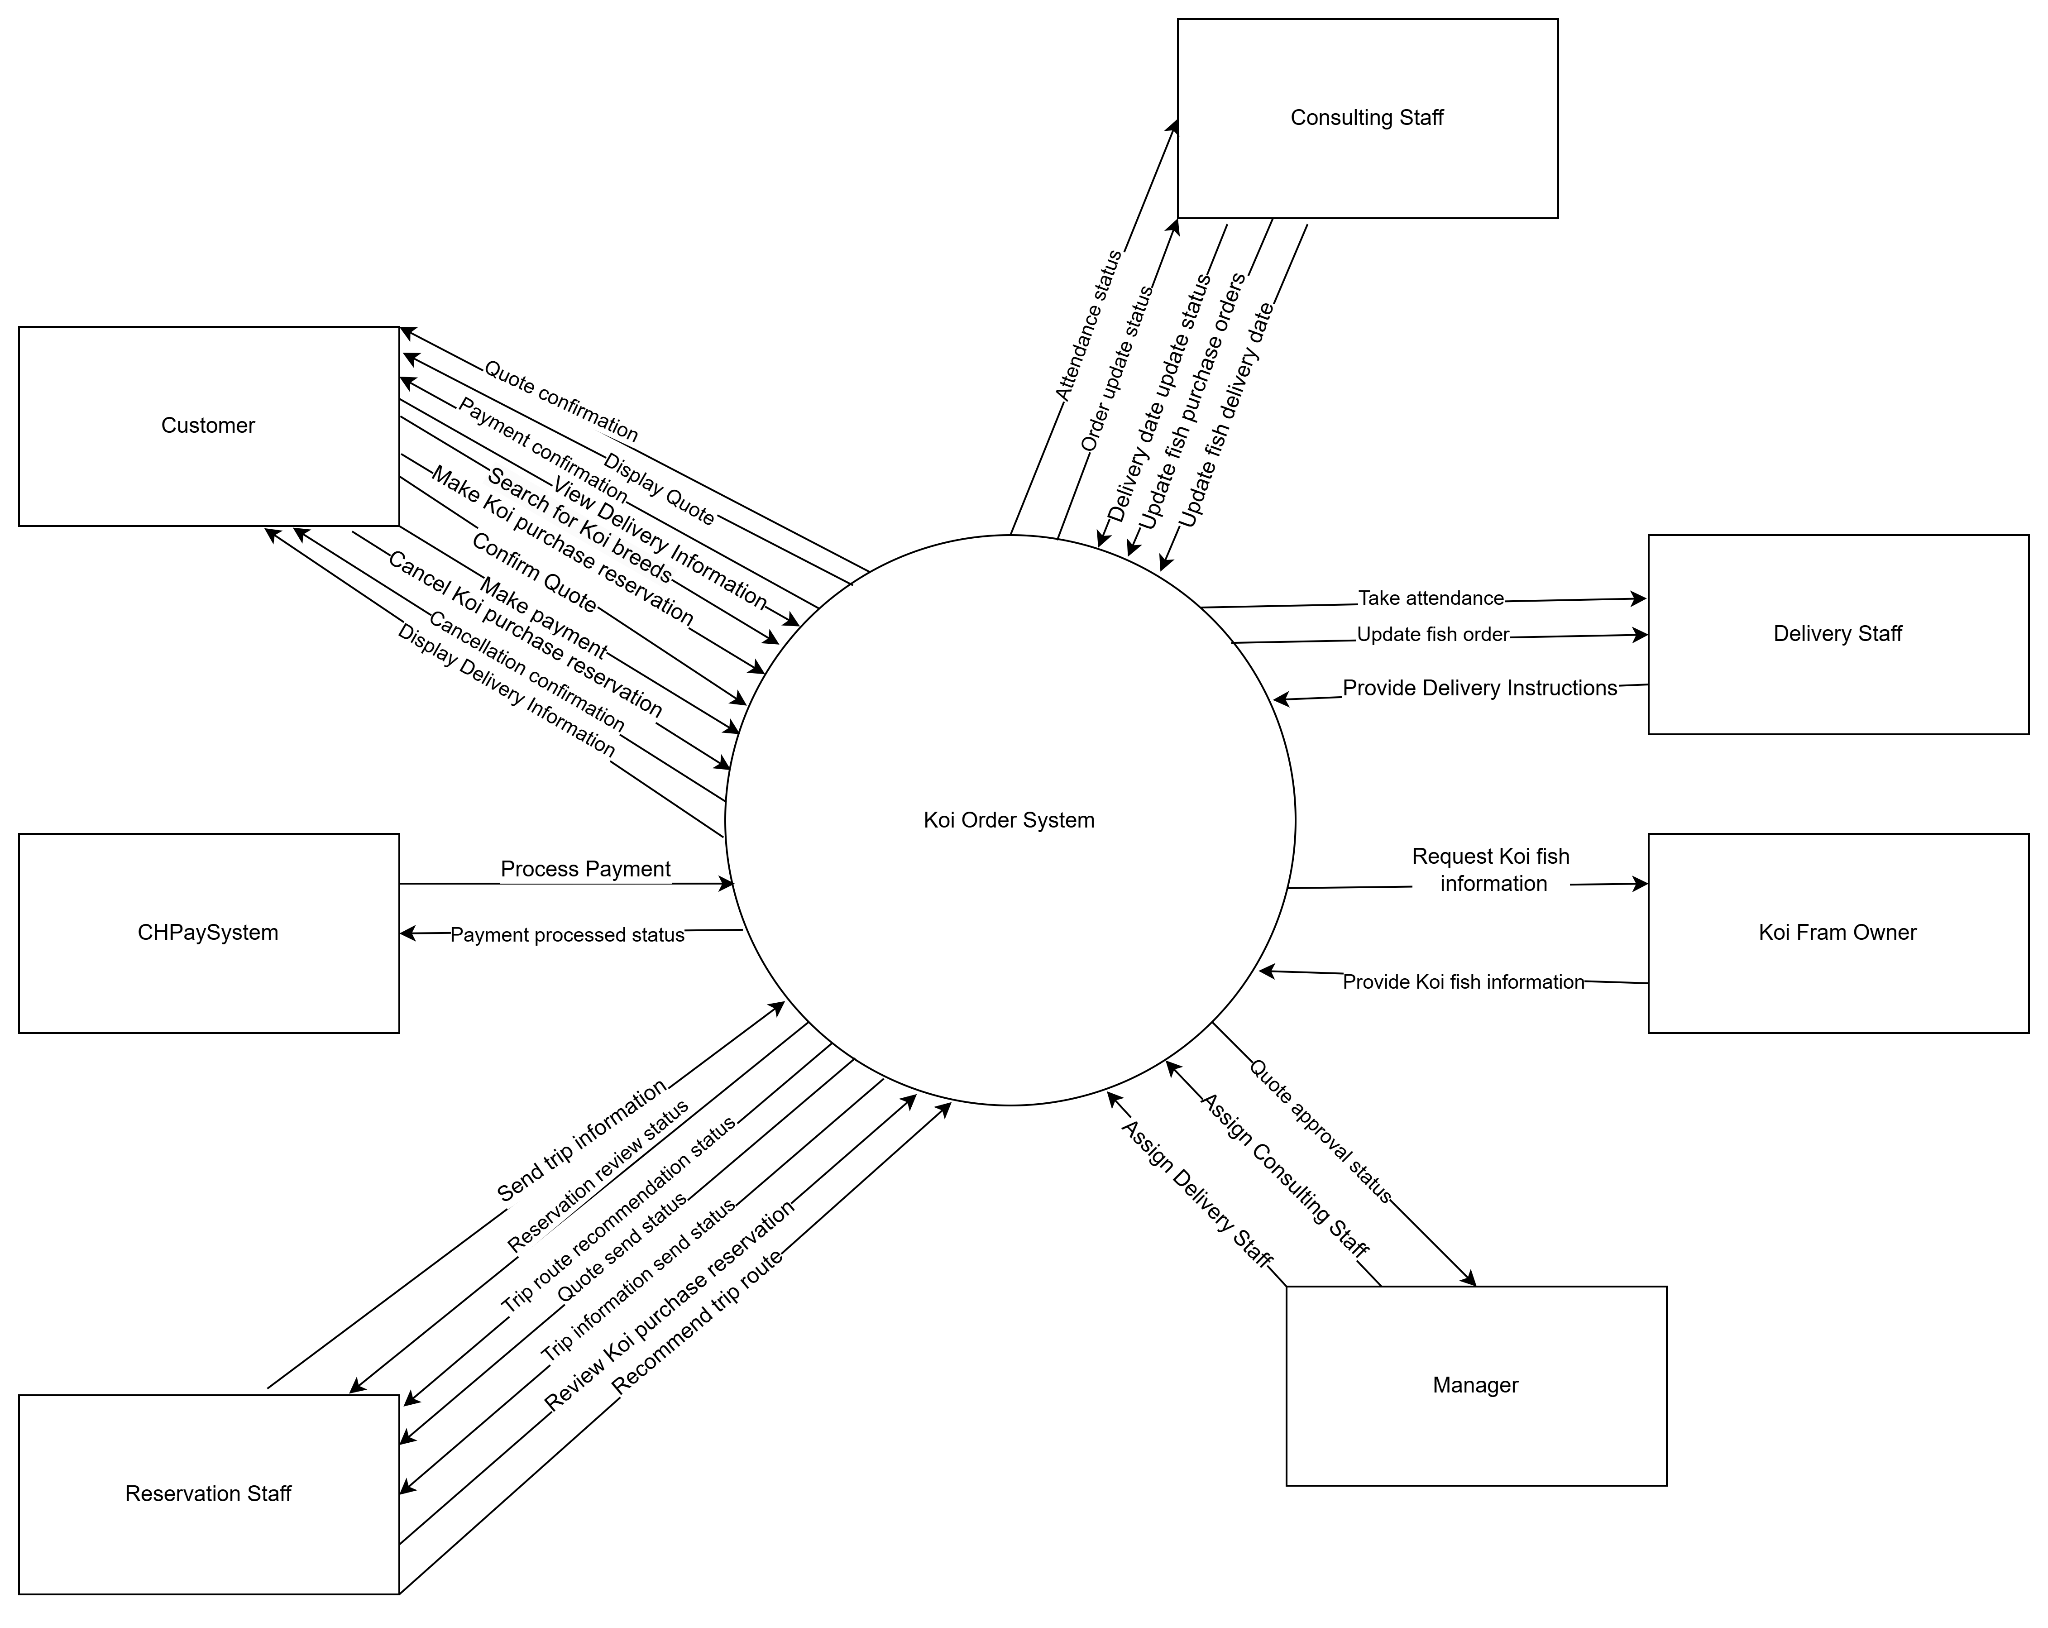 Consulting Staff
Attendance status
Order update status
Delivery date update status
Update fish purchase orders
Update fish delivery date
Customer
Quote confirmation
Display Quote
Payment confirmation
View Delivery Information
Search for Koi breeds
Make Koi purchase reservation
Confirm Quote
Make payment
Cancel Koi purchase reservation
Cancellation confirmation
Display Delivery Information
Take attendance
Update fish order
Provide Delivery Instructions
Delivery Staff
Koi Order System
CHPaySystem
Process Payment
Payment processed status
Request Koi fish
information
Provide Koi fish information
Koi Fram Owner
Send trip information
Reservation review status
Trip route recommendation status
Quote send status
Trip information send status
Review Koi purchase reservation
Recommend trip route
Quote approval status
Assign Consulting Staff
Assign Delivery Staff
Manager
Reservation Staff